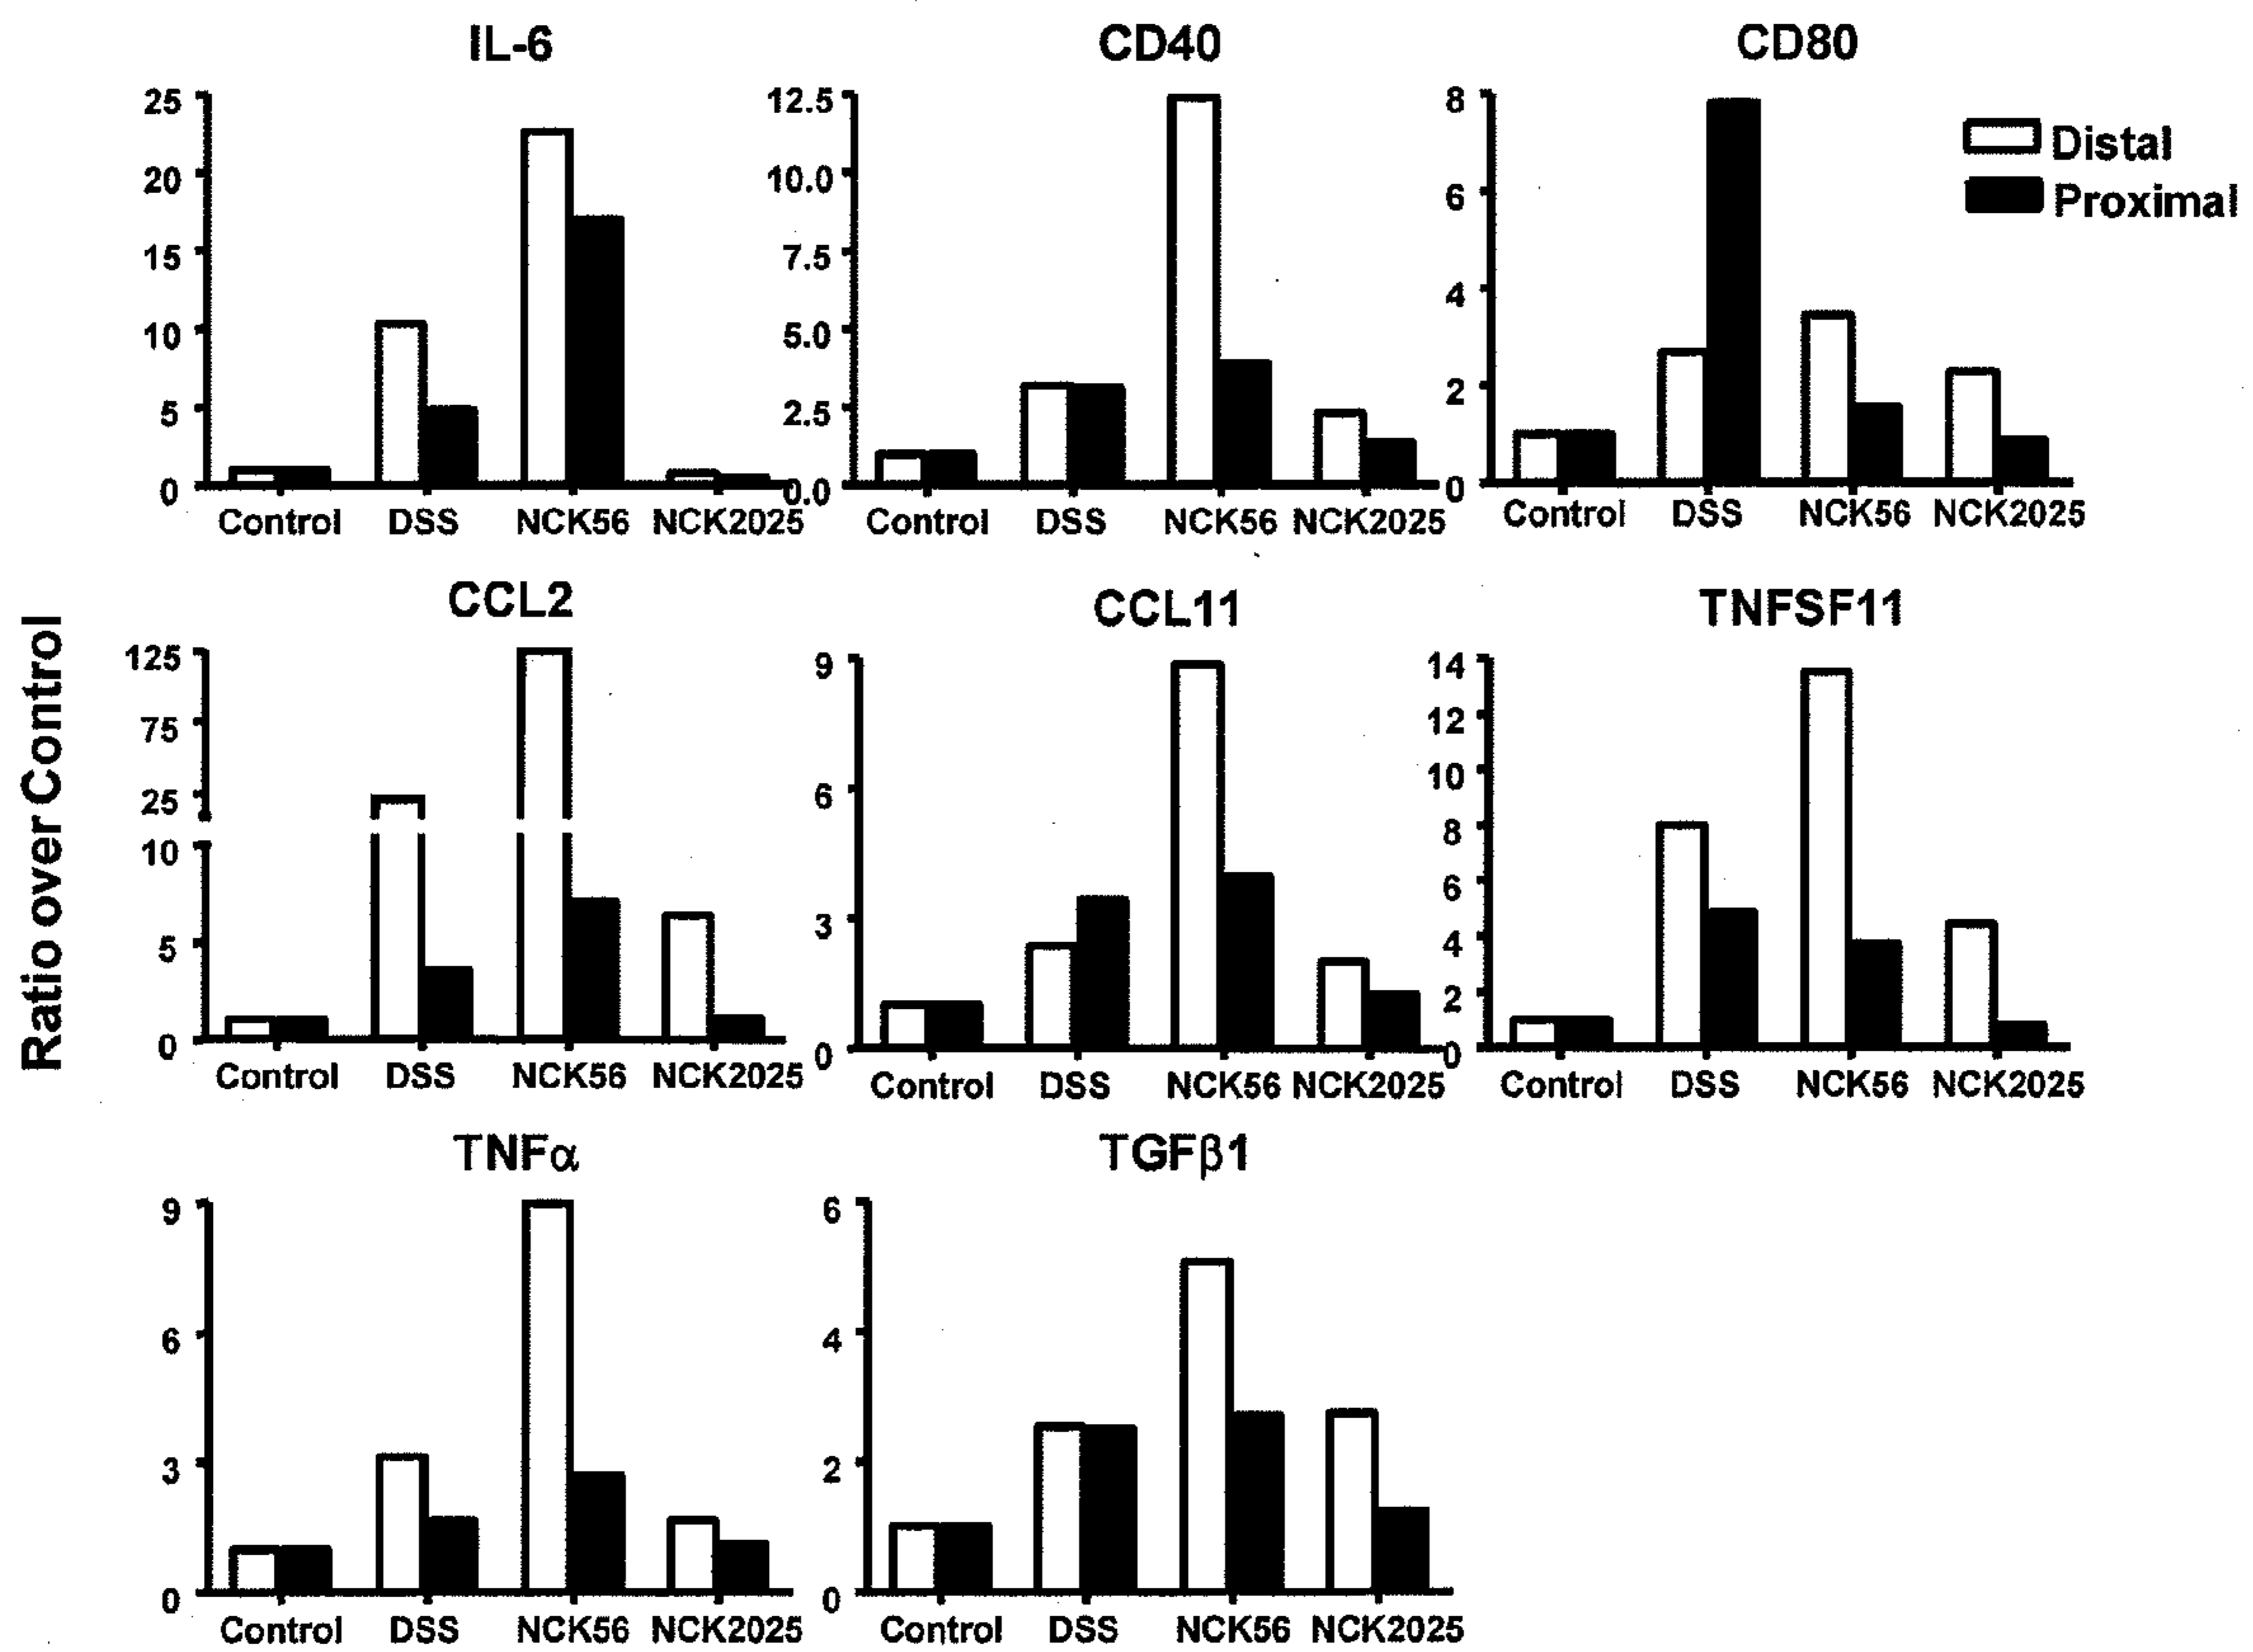 IL-6
CD40
CD80
25
20
15
10
5
0
12.5
10.0
7.5
5.0
2.5
0.0
8
6
4
2
0
Distal
Proximal
Control DSS NCK56 NCK2025
Control DSS NCK56 NCK2025
Control DSS NCK56 NCK2025
Ratio over Control
CCL2
CCL11
TNFSF11
125
75
25
10
5
0
9
6
3
0
14
12
10
8
6
4
2
0
Control DSS NCK56 NCK2025
Control DSS NCK56 NCK2025
Control DSS NCK56 NCK2025
TNFα
TGFβ1
9
6
3
0
6
4
2
0
Control DSS NCK56 NCK2025
Control DSS NCK56 NCK2025